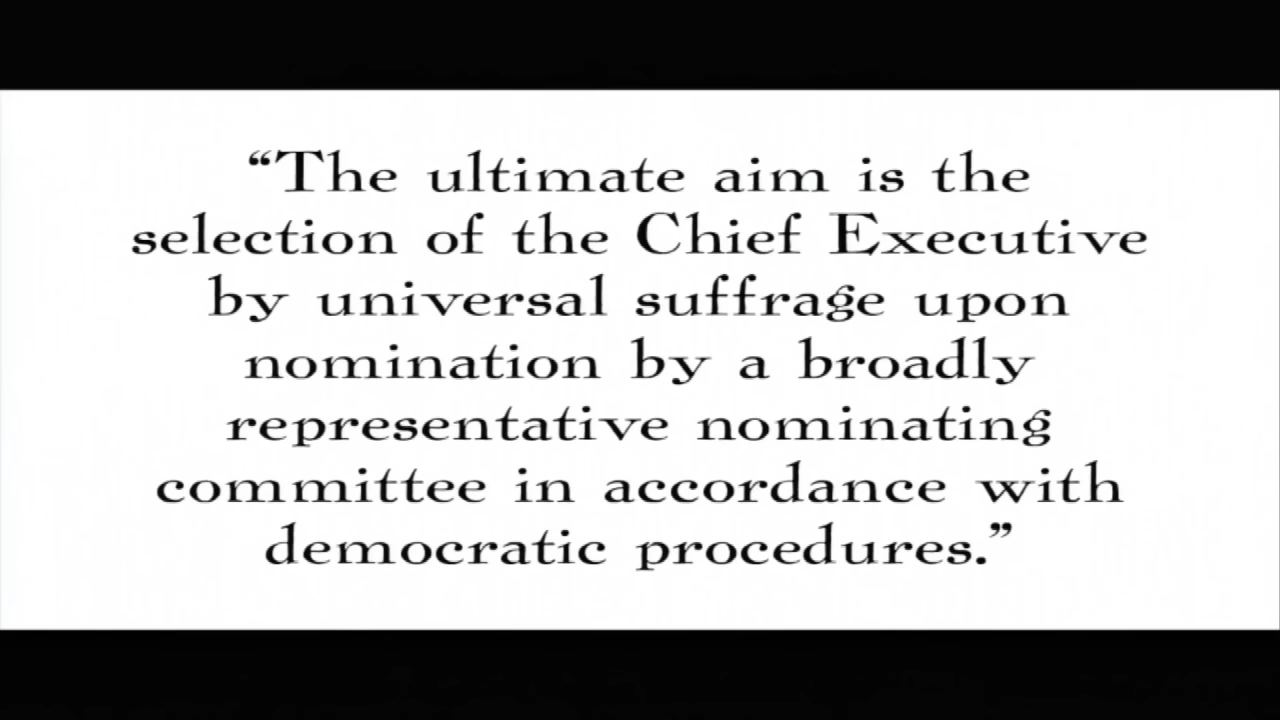 “The ultimate aim is the
selection of the Chief Executive
by universal suffrage upon
nomination by a broadly
representative nominating
committee in accordance with
democratic procedures.”